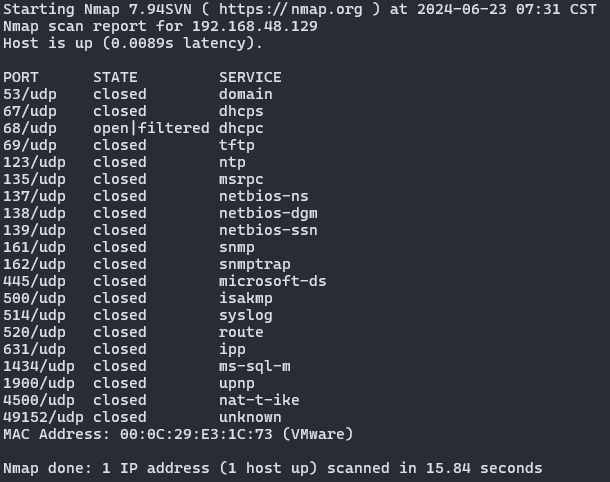 Starting Nmap 7.94SVN ( https://nmap.org ) at 2024-06-23 07:31 CST
Nmap scan report for 192.168.48.129
Host is up (0.0089s latency).
PORT STATE SERVICE
53/udp closed domain
67/udp closed dhcps
68/udp open|filtered dhcpc
69/udp closed tftp
123/udp closed ntp
135/udp closed msrpc
137/udp closed netbios-ns
138/udp closed netbios-dgm
139/udp closed netbios-ssn
161/udp closed snmp
162/udp closed snmptrap
445/udp closed microsoft-ds
500/udp closed isakmp
514/udp closed syslog
520/udp closed route
631/udp closed ipp
1434/udp closed ms-sql-m
1900/udp closed upnp
4500/udp closed nat-t-ike
49152/udp closed unknown
MAC Address: 00:0C:29:E3:1C:73 (VMware)
Nmap done: 1 IP address (1 host up) scanned in 15.84 seconds